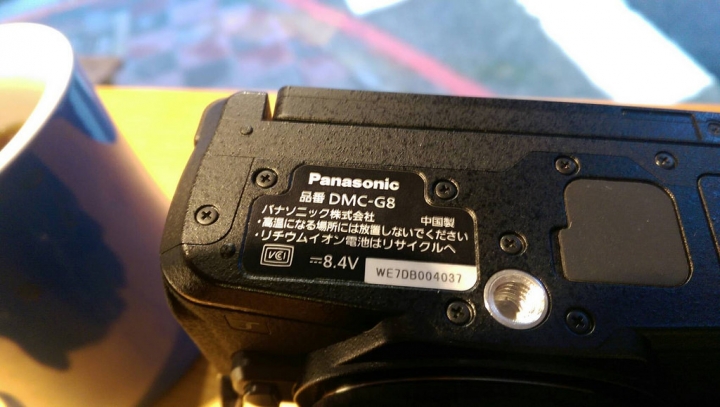 Panasonic
品番 DMC-G8
パナソニック株式会社 中国製
・高温になる場所には放置しないでください
・リチウムイオン電池はリサイクルへ
VCI ⎓8.4V WE7DB004037